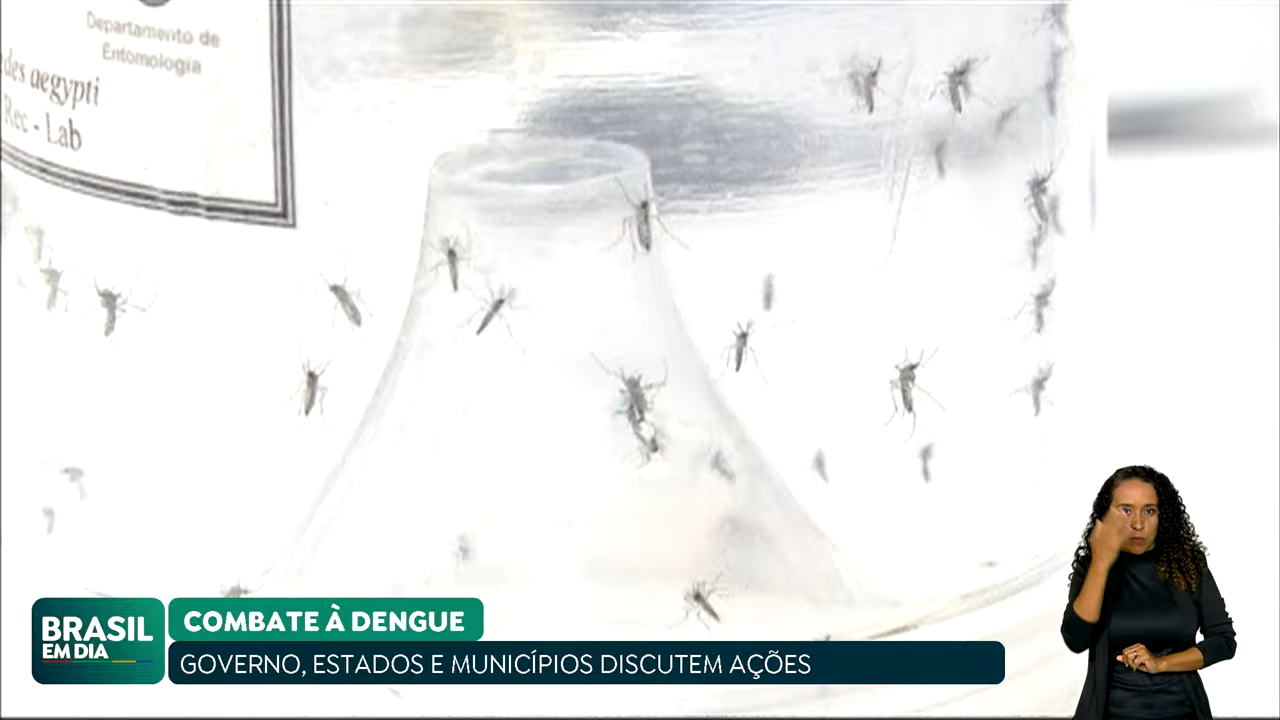 Departamento de
Entomologia
des aegypti
Rec - Lab
BRASIL
EM DIA
COMBATE À DENGUE
GOVERNO, ESTADOS E MUNICÍPIOS DISCUTEM AÇÕES